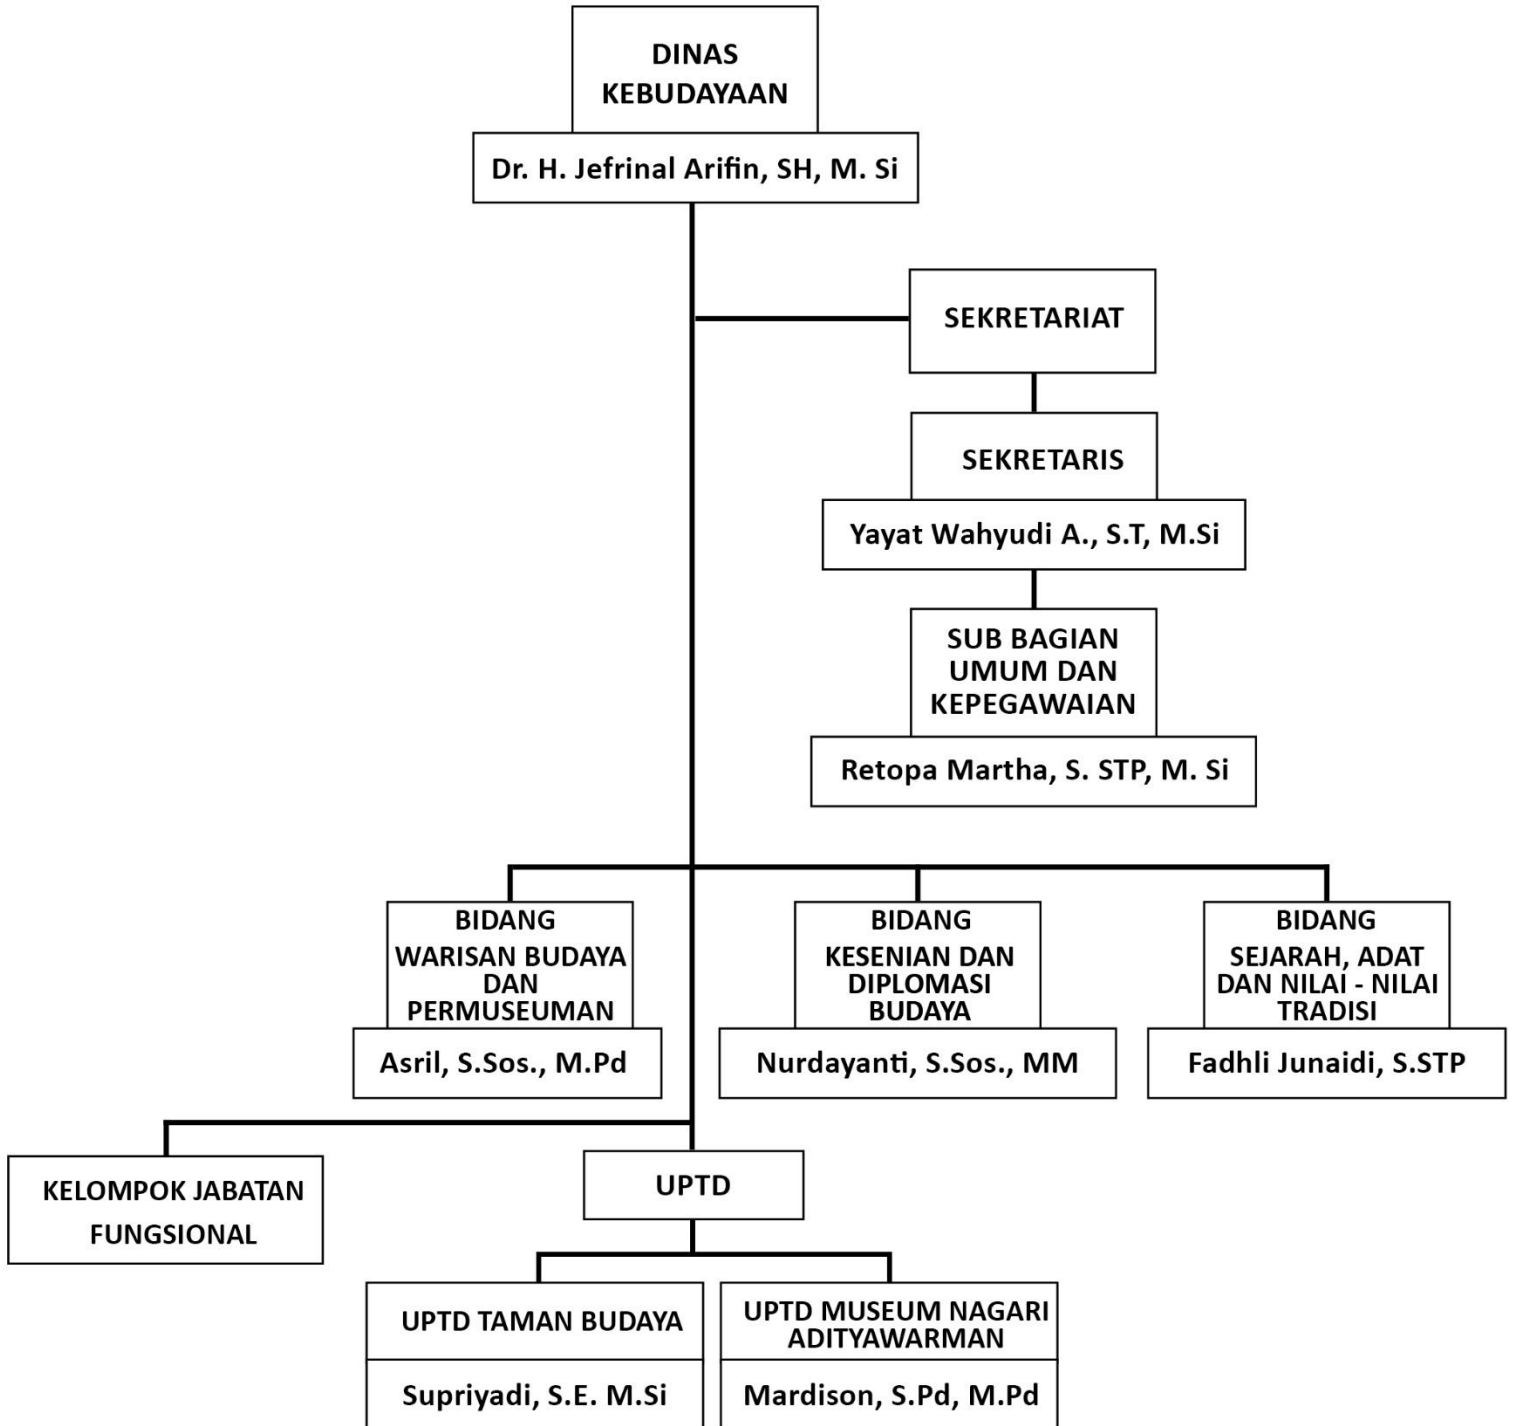 DINAS
KEBUDAYAAN
Dr. H. Jefrinal Arifin, SH, M. Si
SEKRETARIAT
SEKRETARIS
Yayat Wahyudi A., S.T, M.Si
SUB BAGIAN
UMUM DAN
KEPEGAWAIAN
Retopa Martha, S. STP, M. Si
BIDANG
WARISAN BUDAYA
DAN
PERMUSEUMAN
Asril, S.Sos., M.Pd
BIDANG
KESENIAN DAN
DIPLOMASI
BUDAYA
Nurdayanti, S.Sos., MM
BIDANG
SEJARAH, ADAT
DAN NILAI - NILAI
TRADISI
Fadhli Junaidi, S.STP
KELOMPOK JABATAN
FUNGSIONAL
UPTD
UPTD TAMAN BUDAYA
Supriyadi, S.E. M.Si
UPTD MUSEUM NAGARI
ADITYAWARMAN
Mardison, S.Pd, M.Pd